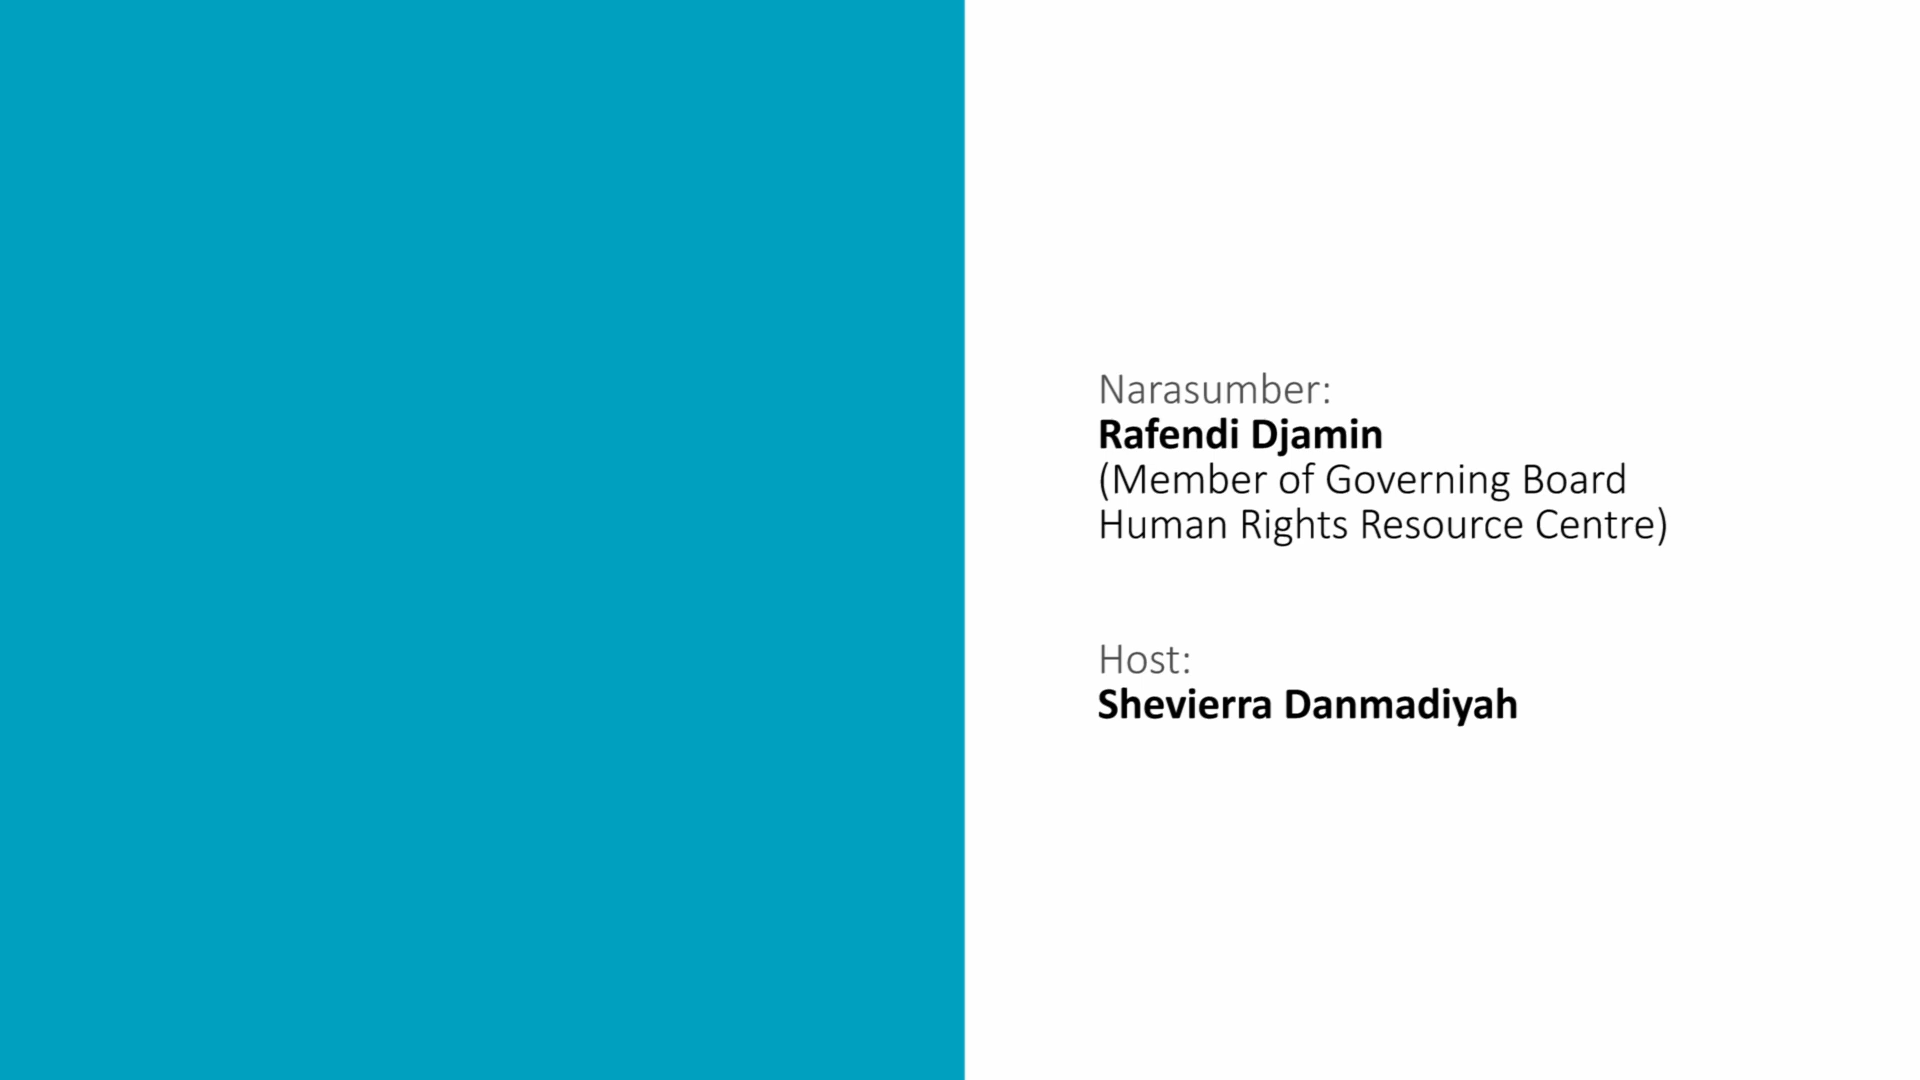 Narasumber:
Rafendi Djamin
(Member of Governing Board
Human Rights Resource Centre)
Host:
Shevierra Danmadiyah